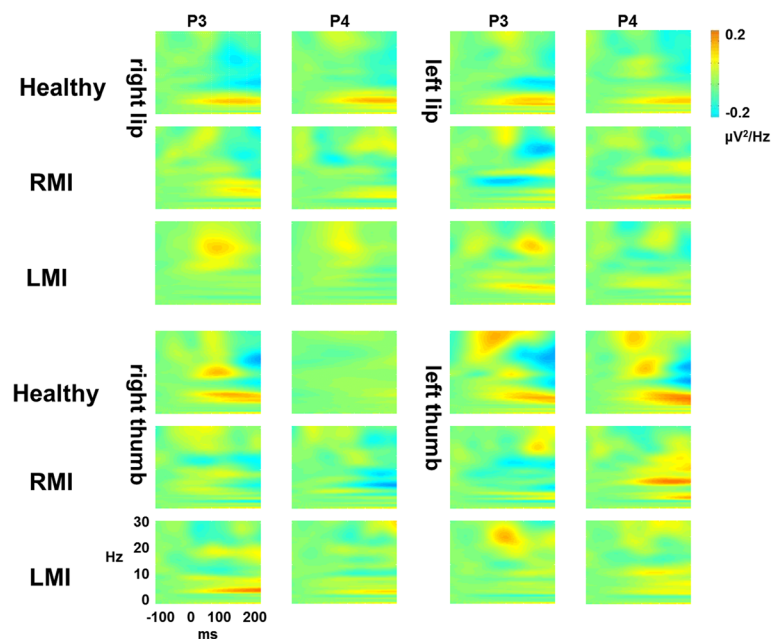 P3 P4 P3 P4
right lip
left lip
0.2
-0.2
µV²/Hz
Healthy
RMI
LMI
right thumb
left thumb
Healthy
RMI
LMI
30
20
10
0
Hz
-100 0 100 200
ms